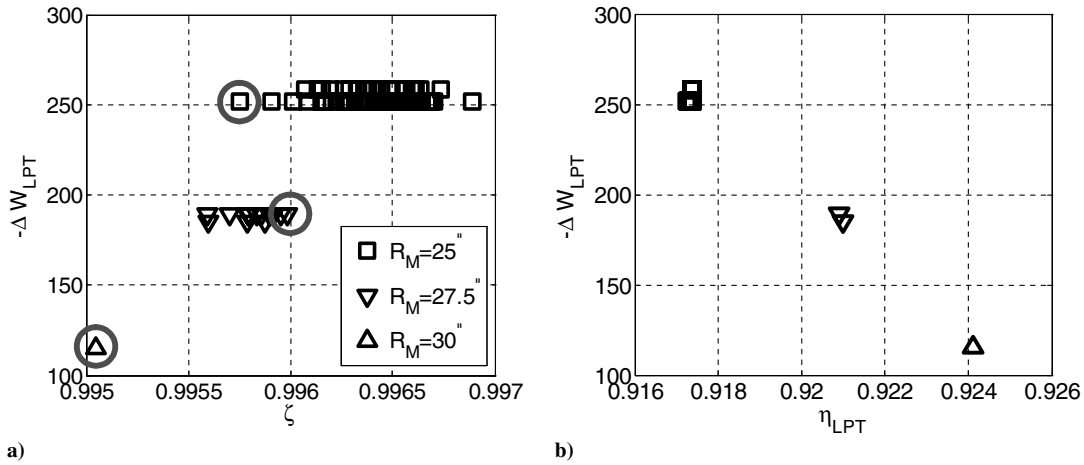 300
250
200
150
100
-Δ W_LPT
0.995 0.9955 0.996 0.9965 0.997
ζ
R_M=25"
R_M=27.5"
R_M=30"
a)
300
250
200
150
100
-Δ W_LPT
0.916 0.918 0.92 0.922 0.924 0.926
η_LPT
b)